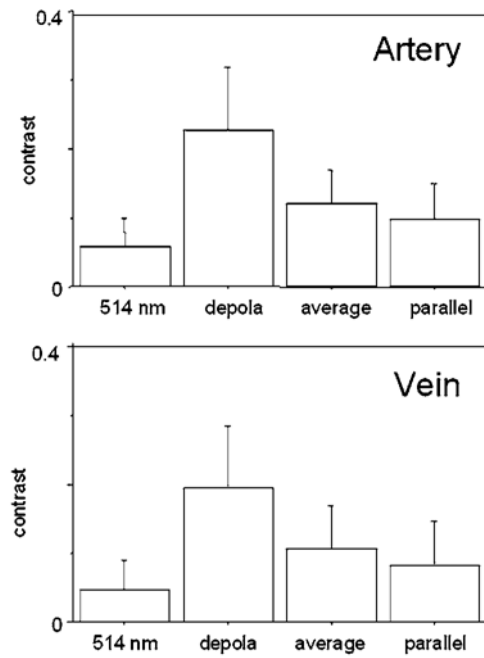 0.4
Artery
contrast
0
514 nm depola average parallel
0.4
Vein
contrast
0
514 nm depola average parallel